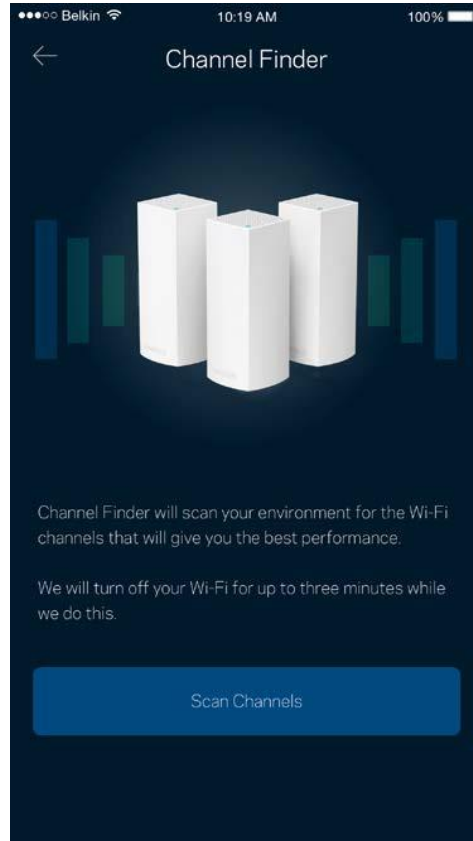 Belkin 10:19 AM 100%
Channel Finder
Channel Finder will scan your environment for the Wi-Fi
channels that will give you the best performance.
We will turn off your Wi-Fi for up to three minutes while
we do this.
Scan Channels